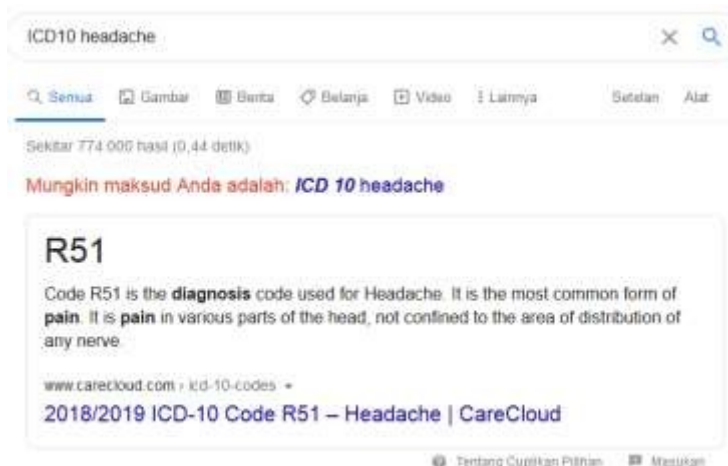 ICD10 headache
Semua Gambar Berita Belanja Video Lainnya Setelan Alat
Sekitar 774.000 hasil (0,44 detik)
Mungkin maksud Anda adalah: ICD 10 headache
R51
Code R51 is the diagnosis code used for Headache. It is the most common form of
pain. It is pain in various parts of the head, not confined to the area of distribution of
any nerve.
www.carecloud.com › icd-10-codes
2018/2019 ICD-10 Code R51 – Headache | CareCloud
Tentang Cuplikan Pilihan Masukan